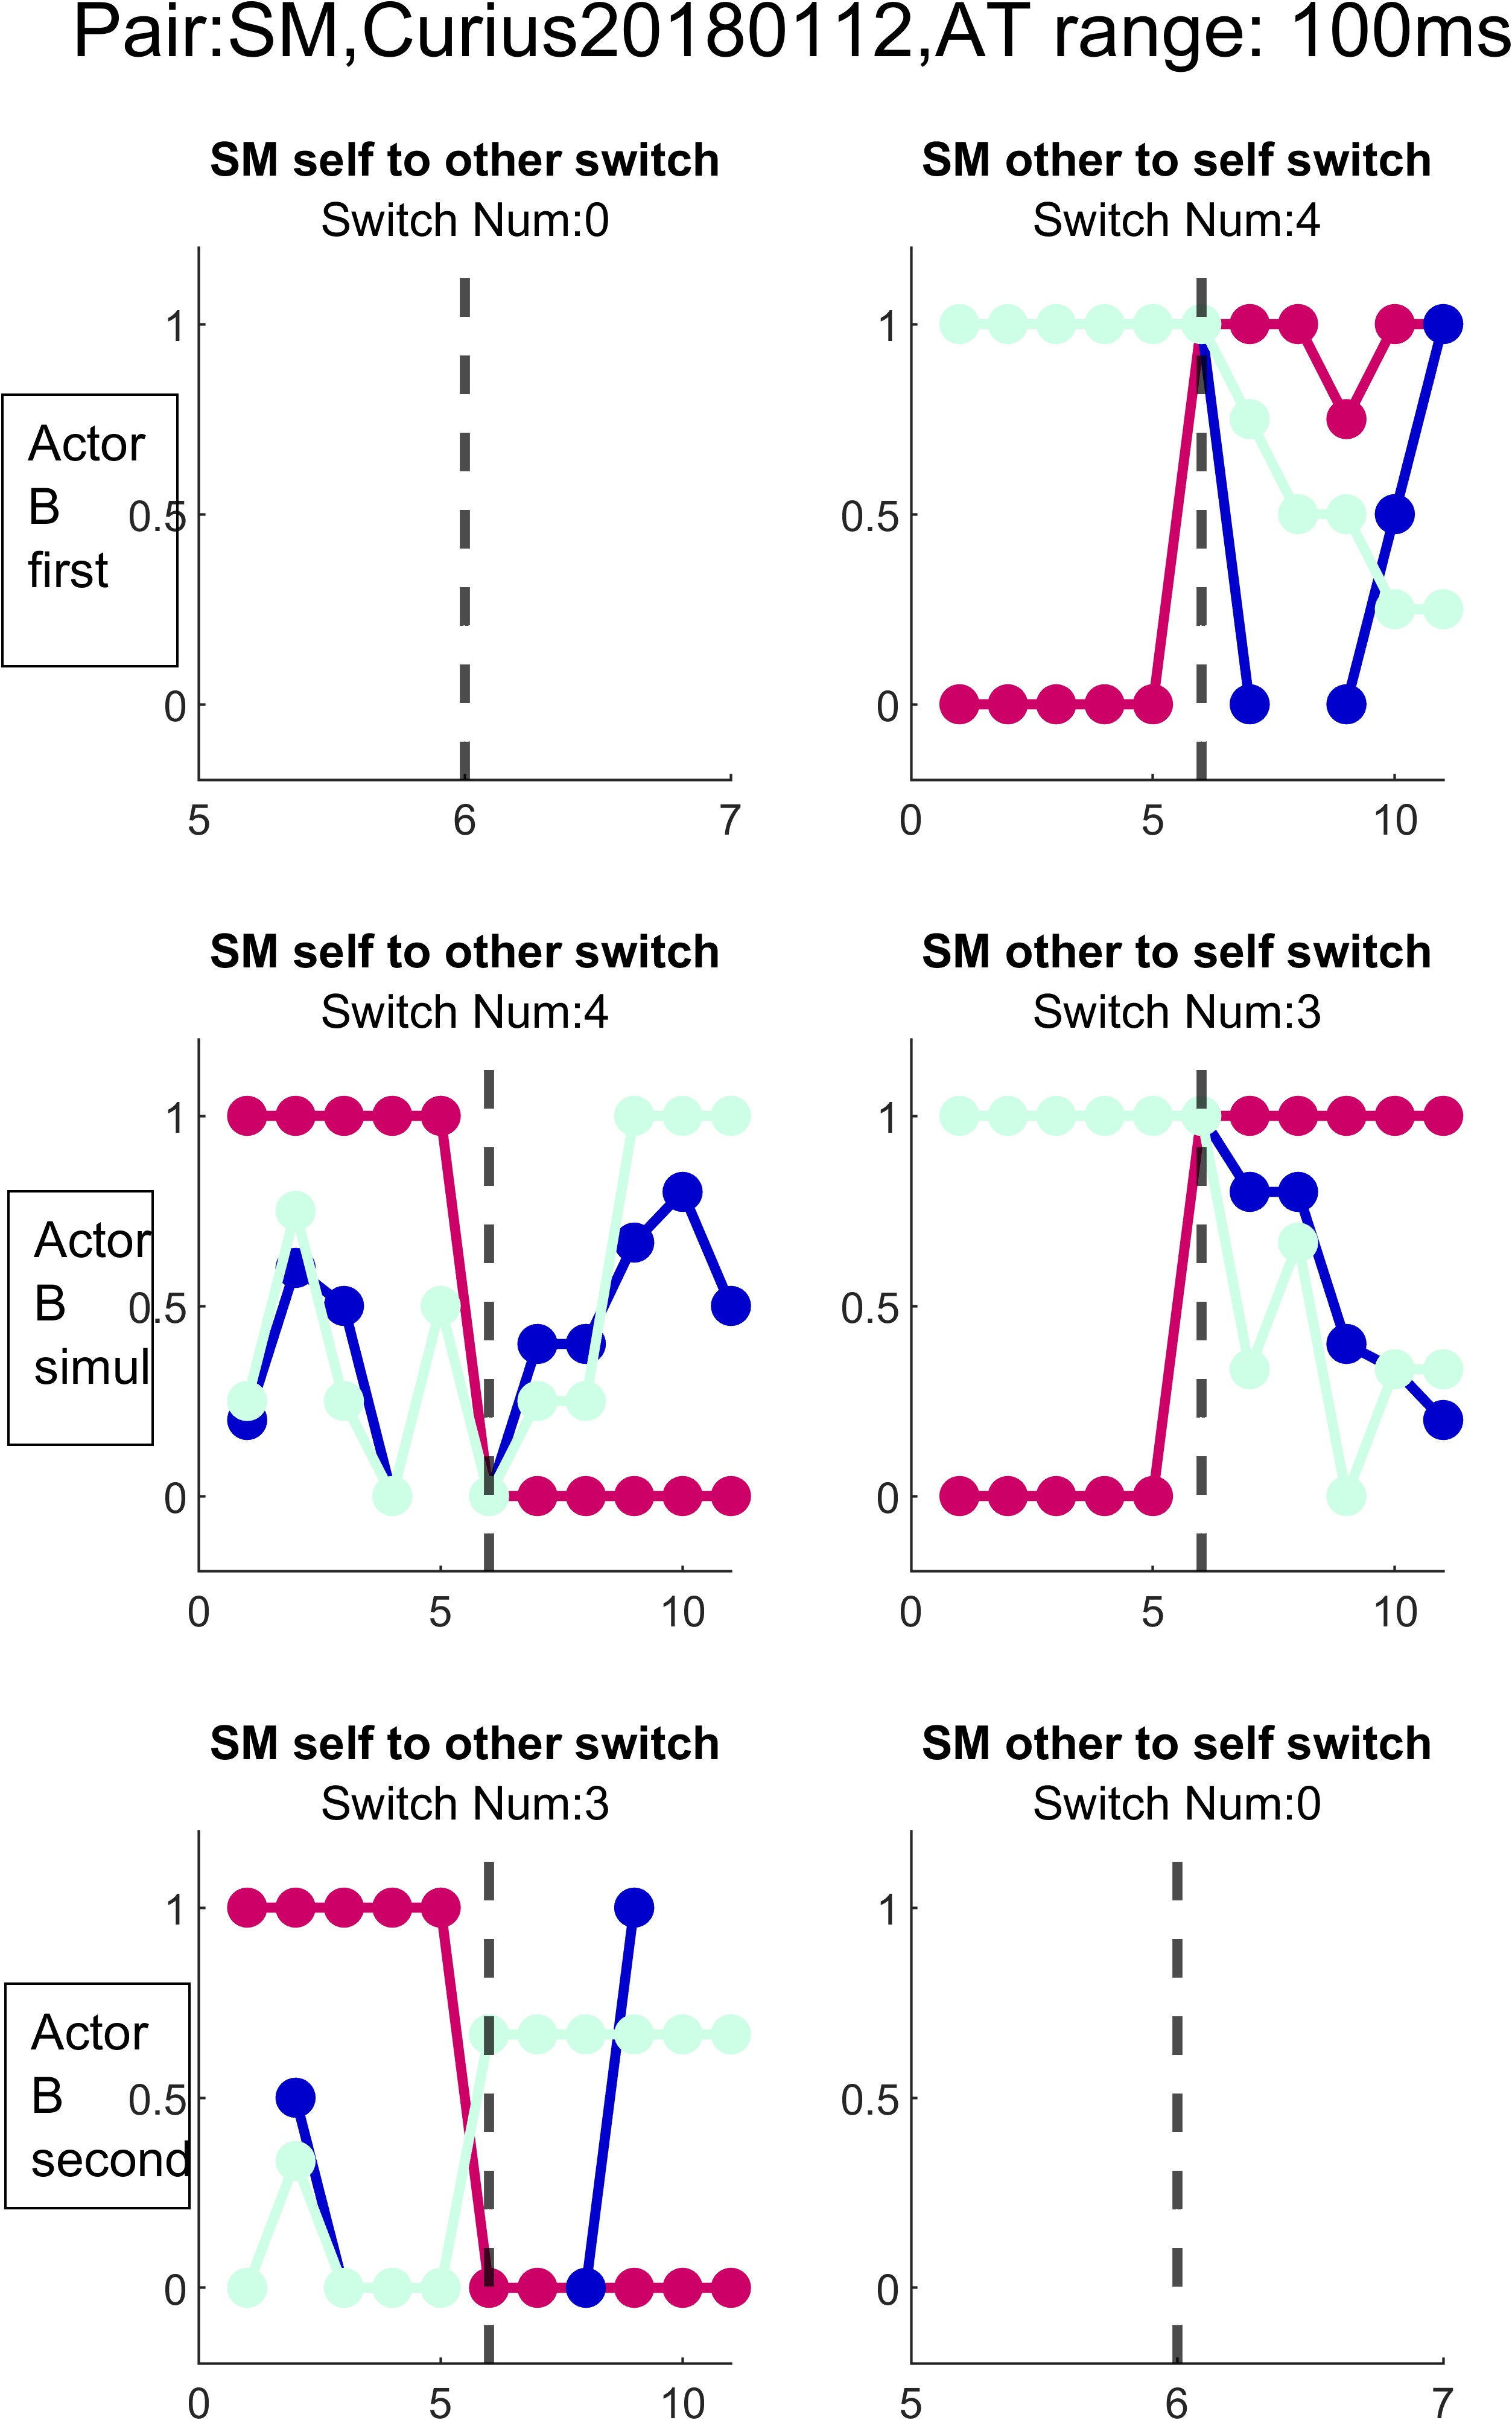 Pair:SM,Curius20180112,AT range: 100ms
SM self to other switch
Switch Num:0
1
0.5
0
5
6
7
Actor
B
first
SM other to self switch
Switch Num:4
1
0.5
0
0
5
10
SM self to other switch
Switch Num:4
1
0.5
0
0
5
10
Actor
B
simul
SM other to self switch
Switch Num:3
1
0.5
0
0
5
10
SM self to other switch
Switch Num:3
1
0.5
0
0
5
10
Actor
B
second
SM other to self switch
Switch Num:0
1
0.5
0
5
6
7